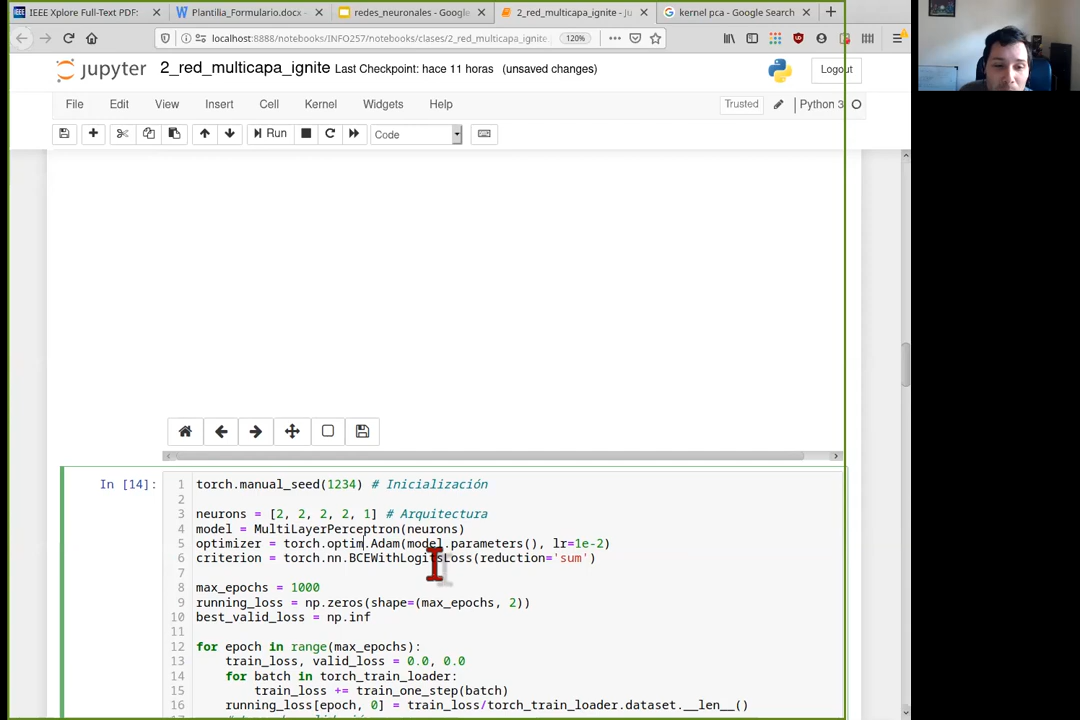 IEEE Xplore Full-Text PDF:
Plantilla_Formulario.docx -
redes_neuronales - Google
2_red_multicapa_ignite - Ju
kernel pca - Google Search
localhost:8888/notebooks/INFO257/notebooks/clases/2_red_multicapa_ignite
120%
jupyter 2_red_multicapa_ignite Last Checkpoint: hace 11 horas (unsaved changes)
Logout
File Edit View Insert Cell Kernel Widgets Help
Trusted
Python 3
Run
Code
In [14]:
1 torch.manual_seed(1234) # Inicialización
2
3 neurons = [2, 2, 2, 2, 1] # Arquitectura
4 model = MultiLayerPerceptron(neurons)
5 optimizer = torch.optim.Adam(model.parameters(), lr=1e-2)
6 criterion = torch.nn.BCEWithLogitsLoss(reduction='sum')
7
8 max_epochs = 1000
9 running_loss = np.zeros(shape=(max_epochs, 2))
10 best_valid_loss = np.inf
11
12 for epoch in range(max_epochs):
13 train_loss, valid_loss = 0.0, 0.0
14 for batch in torch_train_loader:
15 train_loss += train_one_step(batch)
16 running_loss[epoch, 0] = train_loss/torch_train_loader.dataset.__len__()